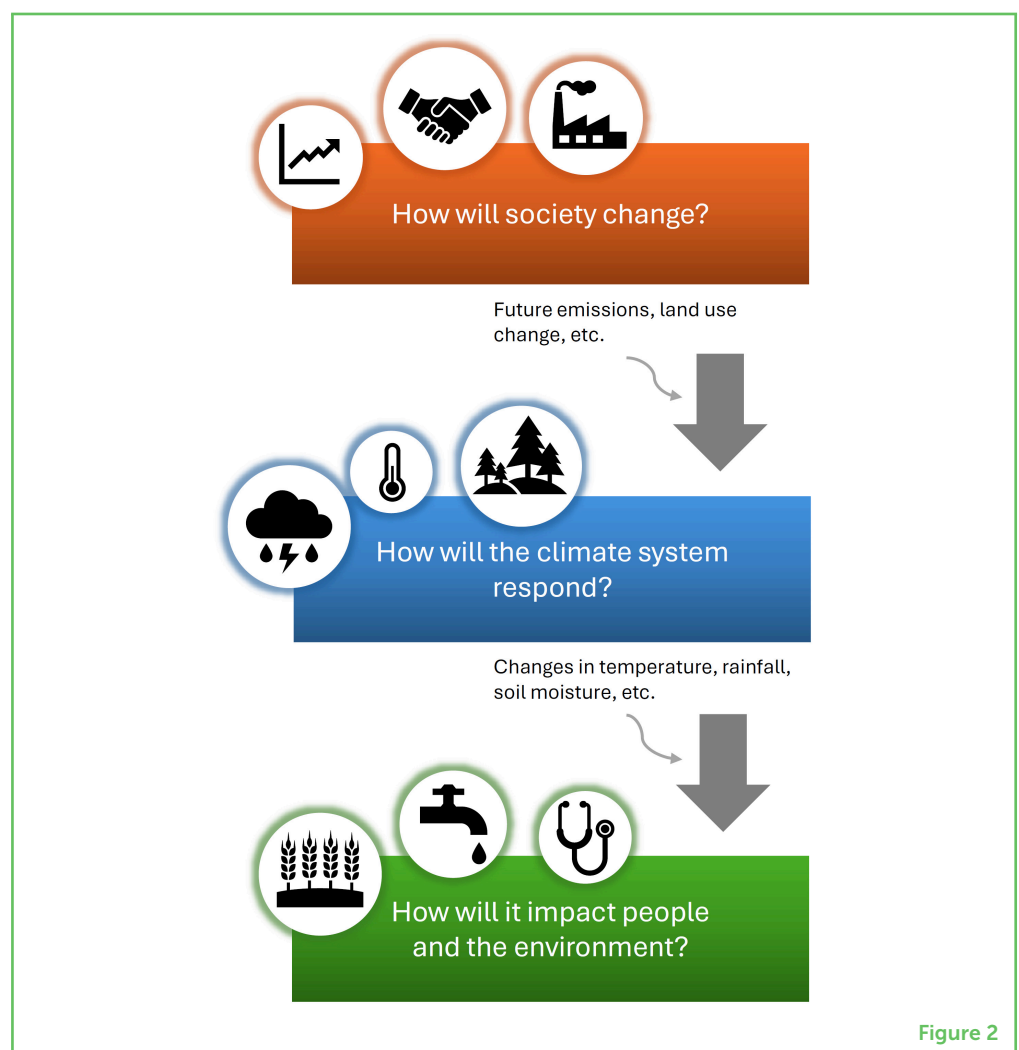 How will society change?
Future emissions, land use
change, etc.
How will the climate system
respond?
Changes in temperature, rainfall,
soil moisture, etc.
How will it impact people
and the environment?
Figure 2